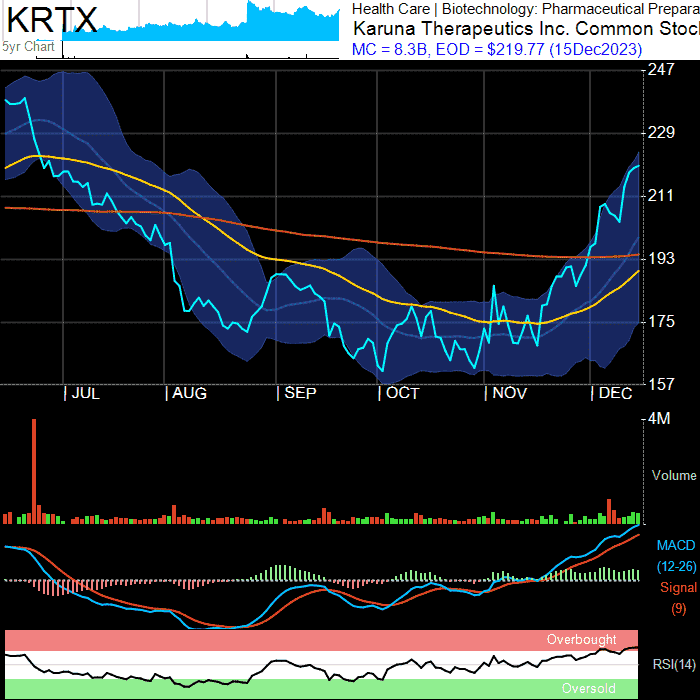 KRTX
5yr Chart
Health Care | Biotechnology: Pharmaceutical Prepara
Karuna Therapeutics Inc. Common Stoc
MC = 8.3B, EOD = $219.77 (15Dec2023)
247
229
211
193
175
157
| JUL | AUG | SEP | OCT | NOV | DEC
4M
Volume
MACD
(12-26)
Signal
(9)
Overbought
RSI(14)
Oversold